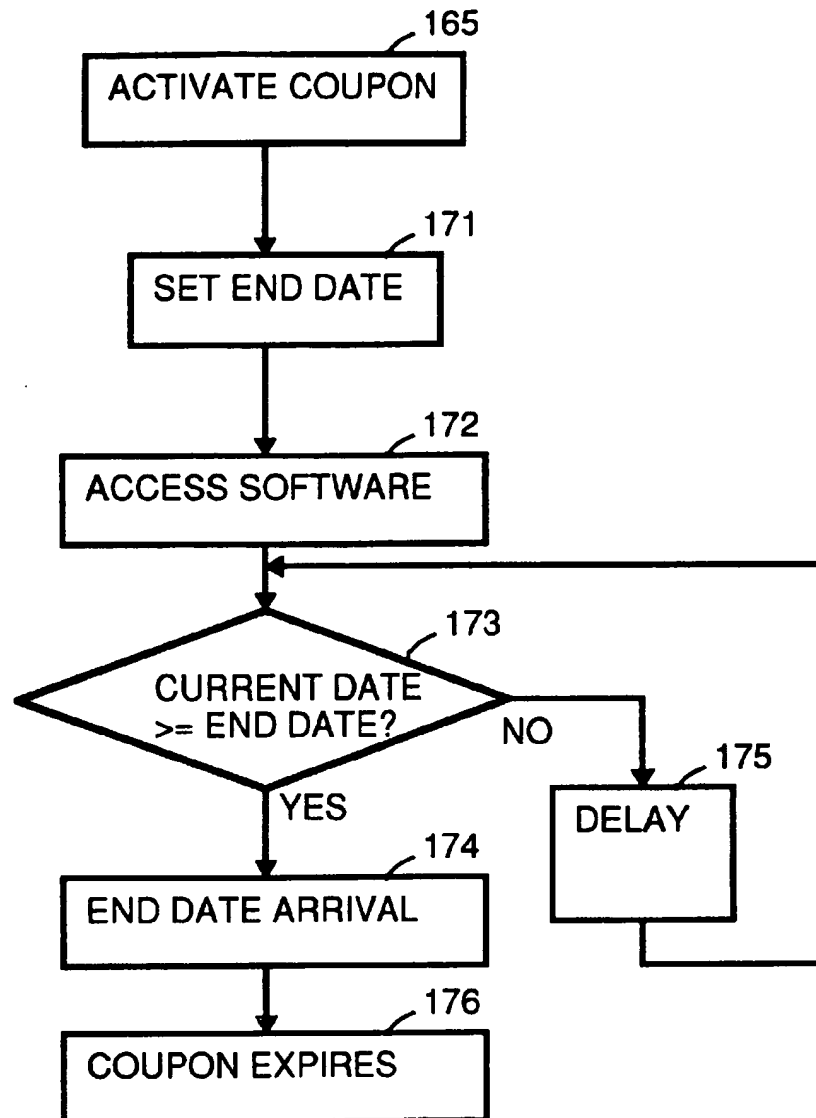 165
ACTIVATE COUPON
171
SET END DATE
172
ACCESS SOFTWARE
173
CURRENT DATE
>= END DATE?
NO
YES
175
DELAY
174
END DATE ARRIVAL
176
COUPON EXPIRES